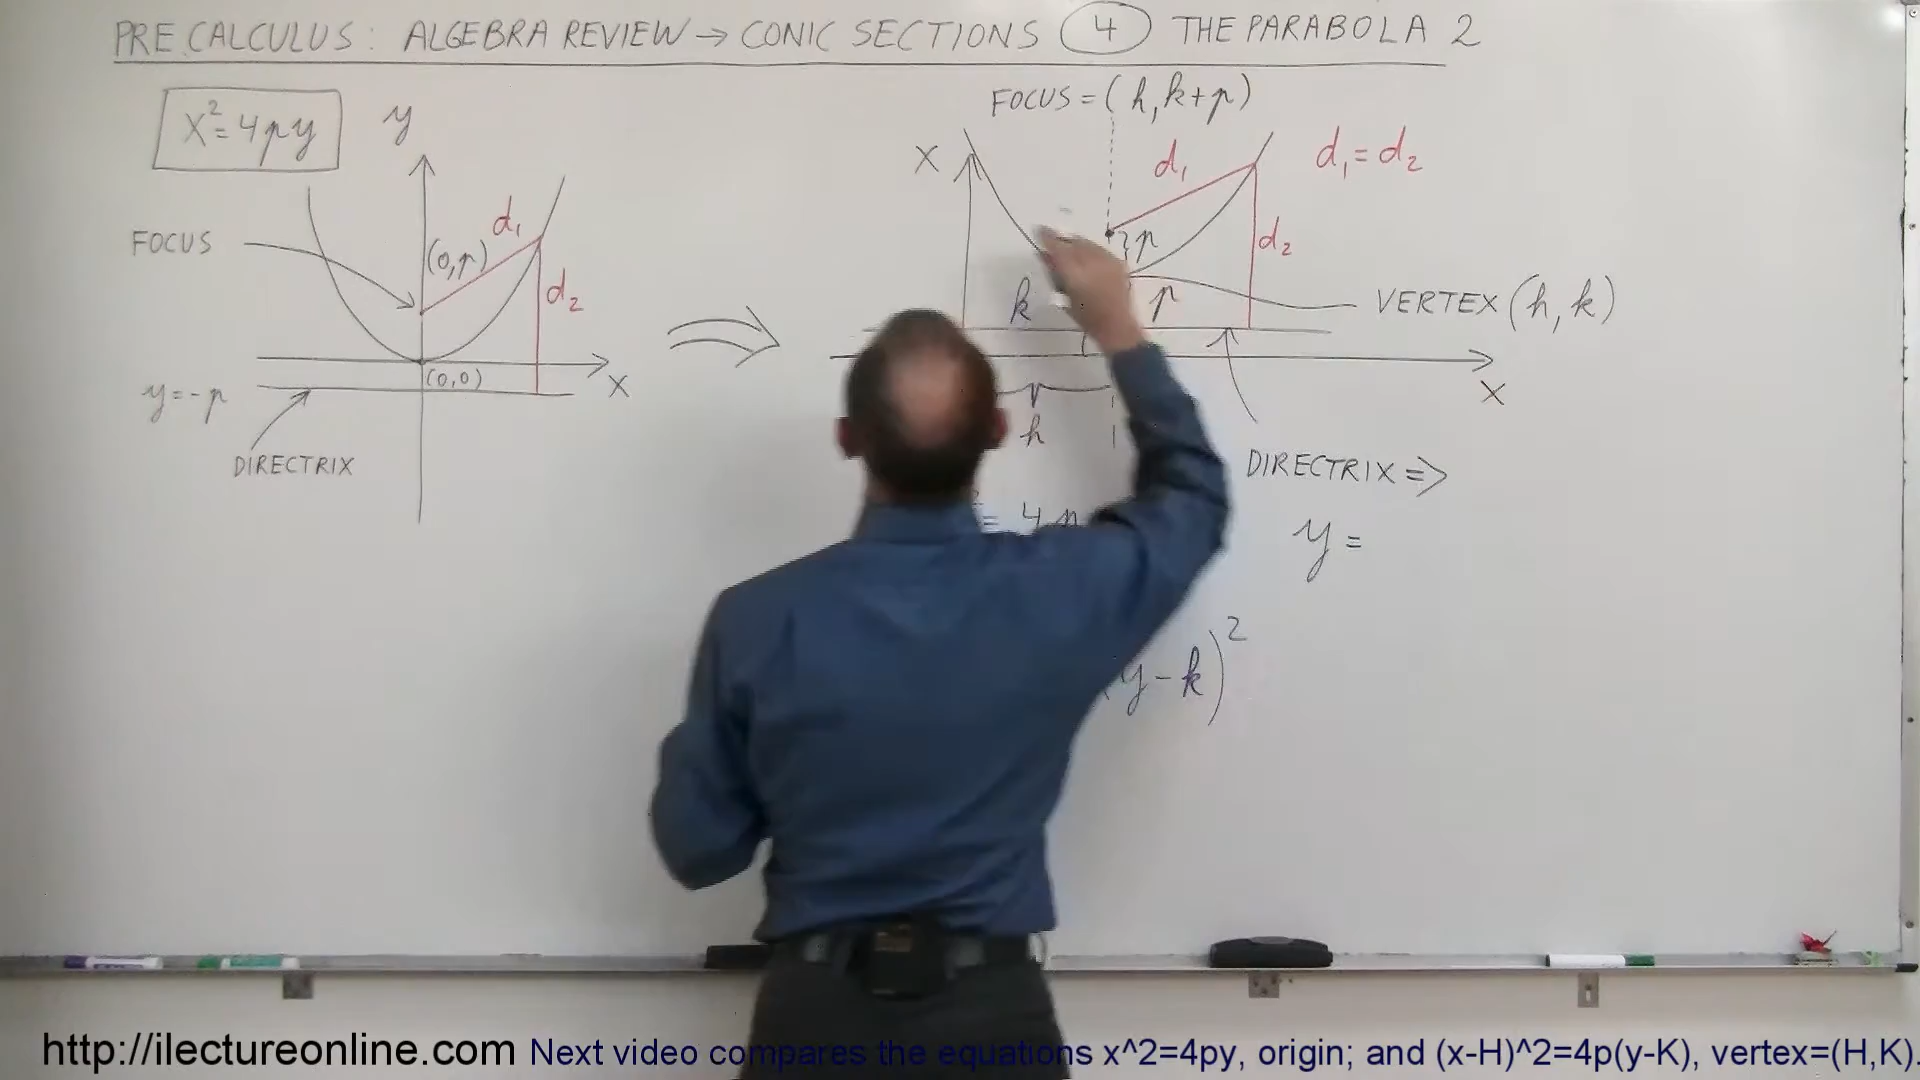 PRE CALCULUS: ALGEBRA REVIEW → CONIC SECTIONS 4 THE PARABOLA 2
x²=4py
y
FOCUS
(0,p)
d₁
d₂
(0,0)
x
y=-p
DIRECTRIX
FOCUS=(h,k+p)
x
d₁
d₁=d₂
p
d₂
k
p
VERTEX (h,k)
x
h
DIRECTRIX =>
= 4
y =
y-k)²
http://ilectureonline.com Next video compares the equations x^2=4py, origin; and (x-H)^2=4p(y-K), vertex=(H,K).